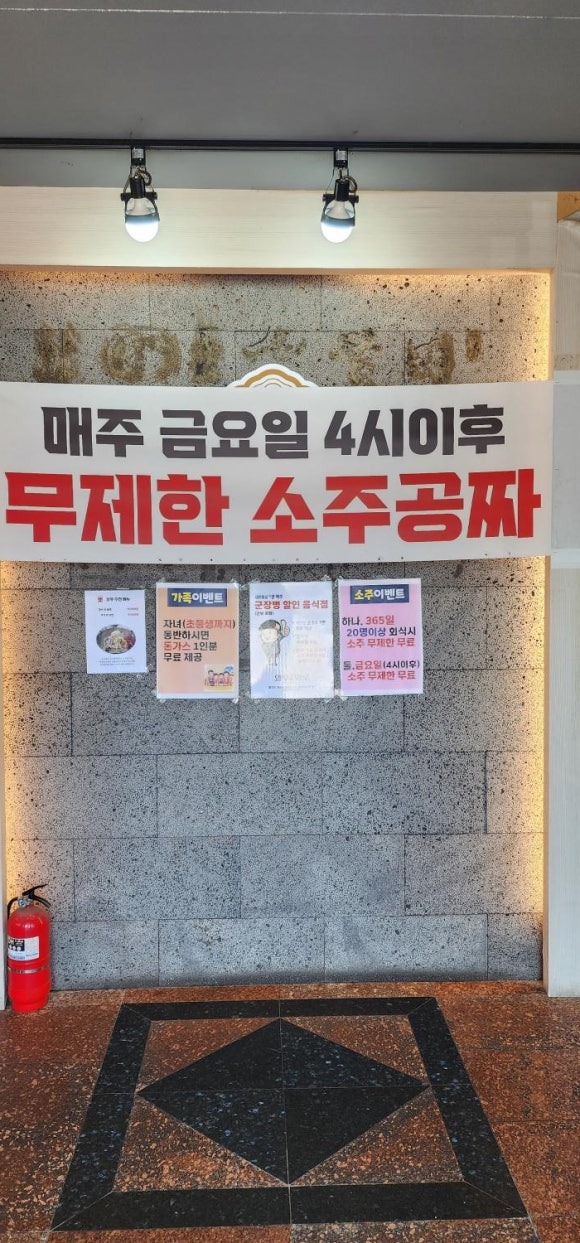 매주 금요일 4시이후
무제한 소주공짜
가족이벤트
자녀(초등생까지)
동반하시면
돈가스 1인분
무료 제공
군장병 할인 음식점
소주이벤트
하나, 365일
20명이상 회식시
소주 무제한 무료
둘, 금요일(4시이후)
소주 무제한 무료